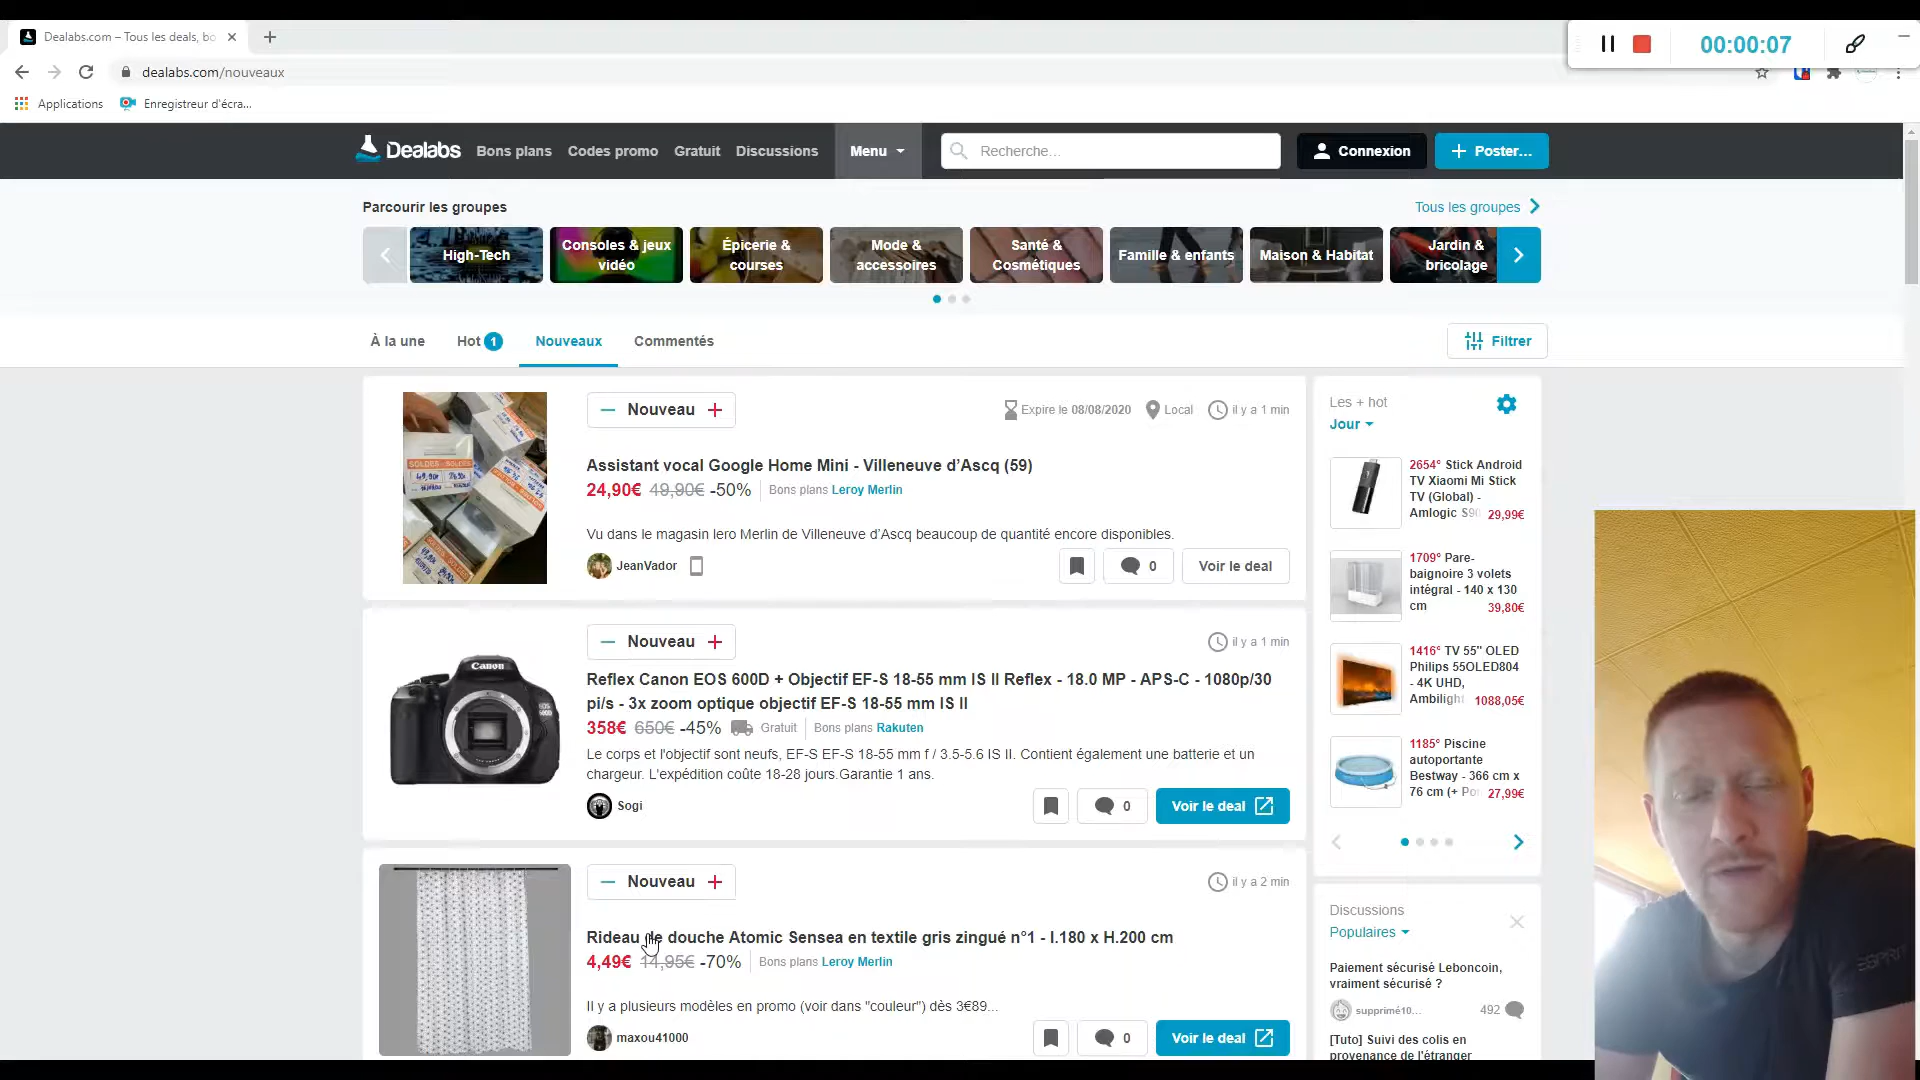 Dealabs.com – Tous les deals, bo
00:00:07
dealabs.com/nouveaux
Applications
Enregistreur d'écra...
Dealabs
Bons plans
Codes promo
Gratuit
Discussions
Menu
Recherche...
Connexion
Poster...
Parcourir les groupes
Tous les groupes
High-Tech
Consoles & jeux
vidéo
Épicerie &
courses
Mode &
accessoires
Santé &
Cosmétiques
Famille & enfants
Maison & Habitat
Jardin &
bricolage
À la une
Hot 1
Nouveaux
Commentés
Filtrer
Nouveau
Expire le 08/08/2020
Local
il y a 1 min
Assistant vocal Google Home Mini - Villeneuve d'Ascq (59)
24,90€ 49,90€ -50% Bons plans Leroy Merlin
Vu dans le magasin lero Merlin de Villeneuve d'Ascq beaucoup de quantité encore disponibles.
JeanVador
0
Voir le deal
SOLDES - SOLDES
Nouveau
il y a 1 min
Canon
EOS
600D
Reflex Canon EOS 600D + Objectif EF-S 18-55 mm IS II Reflex - 18.0 MP - APS-C - 1080p/30
pi/s - 3x zoom optique objectif EF-S 18-55 mm IS II
358€ 650€ -45% Gratuit Bons plans Rakuten
Le corps et l'objectif sont neufs, EF-S EF-S 18-55 mm f / 3.5-5.6 IS II. Contient également une batterie et un
chargeur. L'expédition coûte 18-28 jours.Garantie 1 ans.
Sogi
0
Voir le deal
Nouveau
il y a 2 min
Rideau de douche Atomic Sensea en textile gris zingué n°1 - l.180 x H.200 cm
4,49€ 14,95€ -70% Bons plans Leroy Merlin
Il y a plusieurs modèles en promo (voir dans "couleur") dès 3€89...
maxou41000
0
Voir le deal
Les + hot
Jour
2654° Stick Android
TV Xiaomi Mi Stick
TV (Global) -
Amlogic S90 29,99€
1709° Pare-
baignoire 3 volets
intégral - 140 x 130
cm 39,80€
1416° TV 55" OLED
Philips 55OLED804
- 4K UHD,
Ambilight 1088,05€
1185° Piscine
autoportante
Bestway - 366 cm x
76 cm (+ Po 27,99€
Discussions
Populaires
Paiement sécurisé Leboncoin,
vraiment sécurisé ?
supprimé10... 492
[Tuto] Suivi des colis en
provenance de l'étranger
ESPRIT